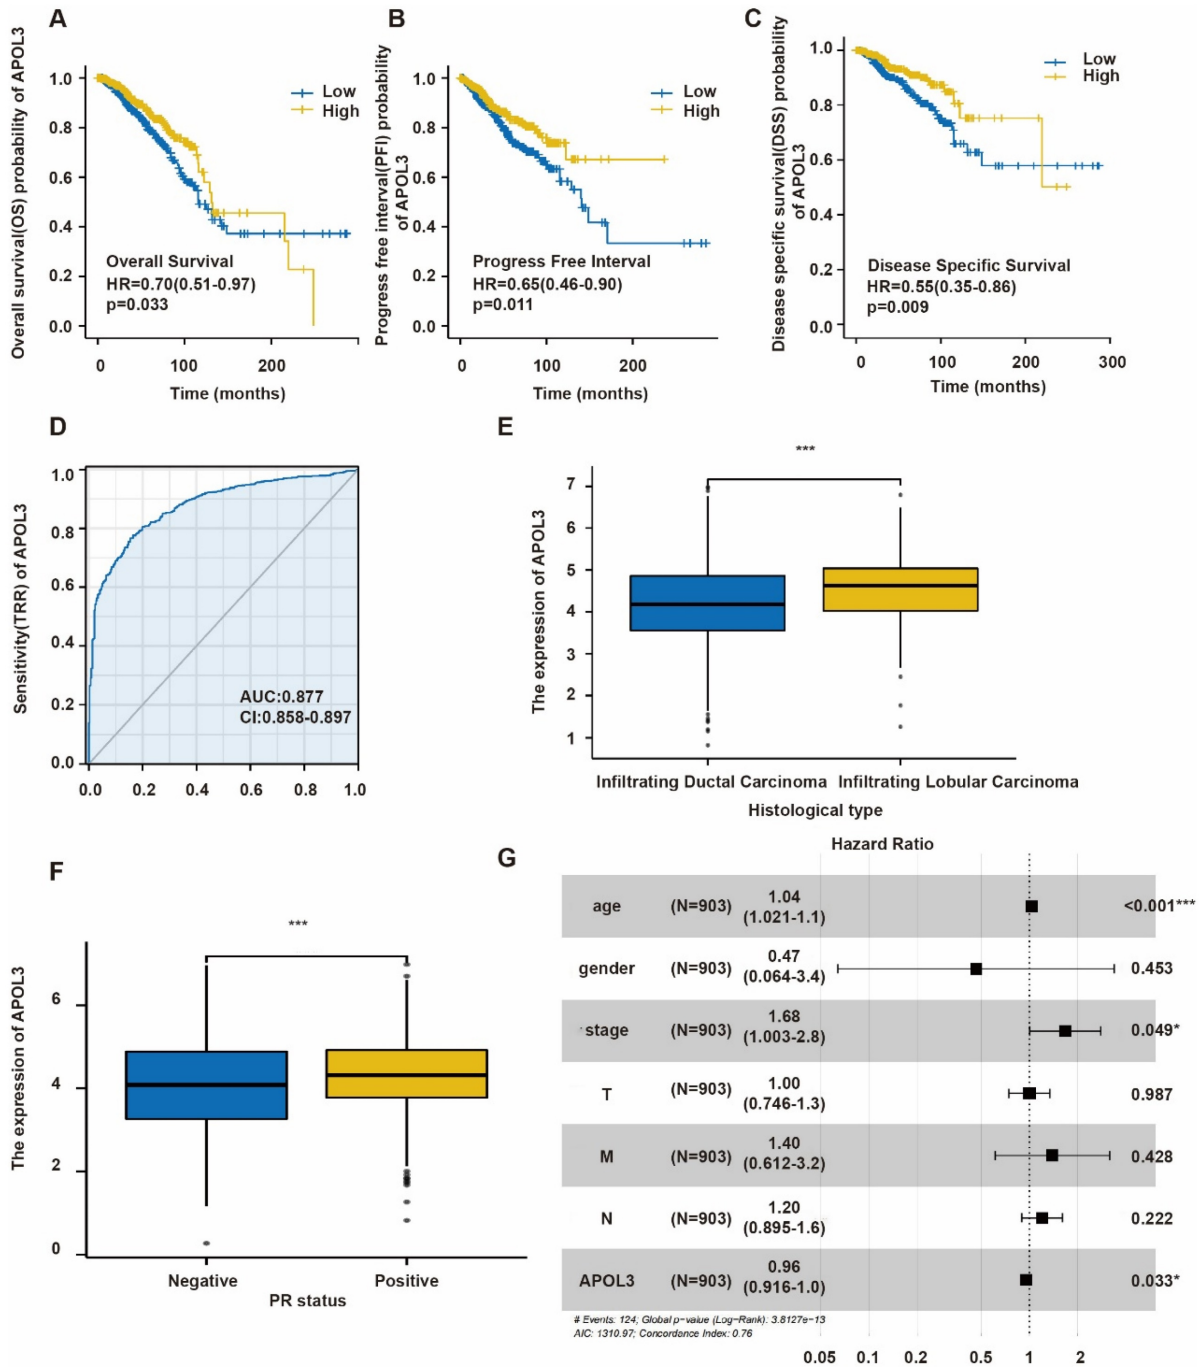 A
Overall survival(OS) probability of APOL3
1.0
0.8
0.6
0.4
0.2
0.0
Low
High
Overall Survival
HR=0.70(0.51-0.97)
p=0.033
0 100 200
Time (months)
B
Progress free interval(PFI) probability
of APOL3
1.0
0.8
0.6
0.4
0.2
0.0
Low
High
Progress Free Interval
HR=0.65(0.46-0.90)
p=0.011
0 100 200
Time (months)
C
Disease specific survival(DSS) probability
of APOL3
1.0
0.8
0.6
0.4
0.2
0.0
Low
High
Disease Specific Survival
HR=0.55(0.35-0.86)
p=0.009
0 100 200 300
Time (months)
D
Sensitivity(TRR) of APOL3
1.0
0.8
0.6
0.4
0.2
0.0
AUC:0.877
CI:0.858-0.897
0.0 0.2 0.4 0.6 0.8 1.0
E
The expression of APOL3
***
7
6
5
4
3
2
1
Infiltrating Ductal Carcinoma Infiltrating Lobular Carcinoma
Histological type
F
The expression of APOL3
***
6
4
2
0
Negative Positive
PR status
G
Hazard Ratio
age (N=903) 1.04 <0.001***
(1.021-1.1)
gender (N=903) 0.47 0.453
(0.064-3.4)
stage (N=903) 1.68 0.049*
(1.003-2.8)
T (N=903) 1.00 0.987
(0.746-1.3)
M (N=903) 1.40 0.428
(0.612-3.2)
N (N=903) 1.20 0.222
(0.895-1.6)
APOL3 (N=903) 0.96 0.033*
(0.916-1.0)
# Events: 124; Global p-value (Log-Rank): 3.8127e-13
AIC: 1310.97; Concordance Index: 0.76
0.05 0.1 0.2 0.5 1 2